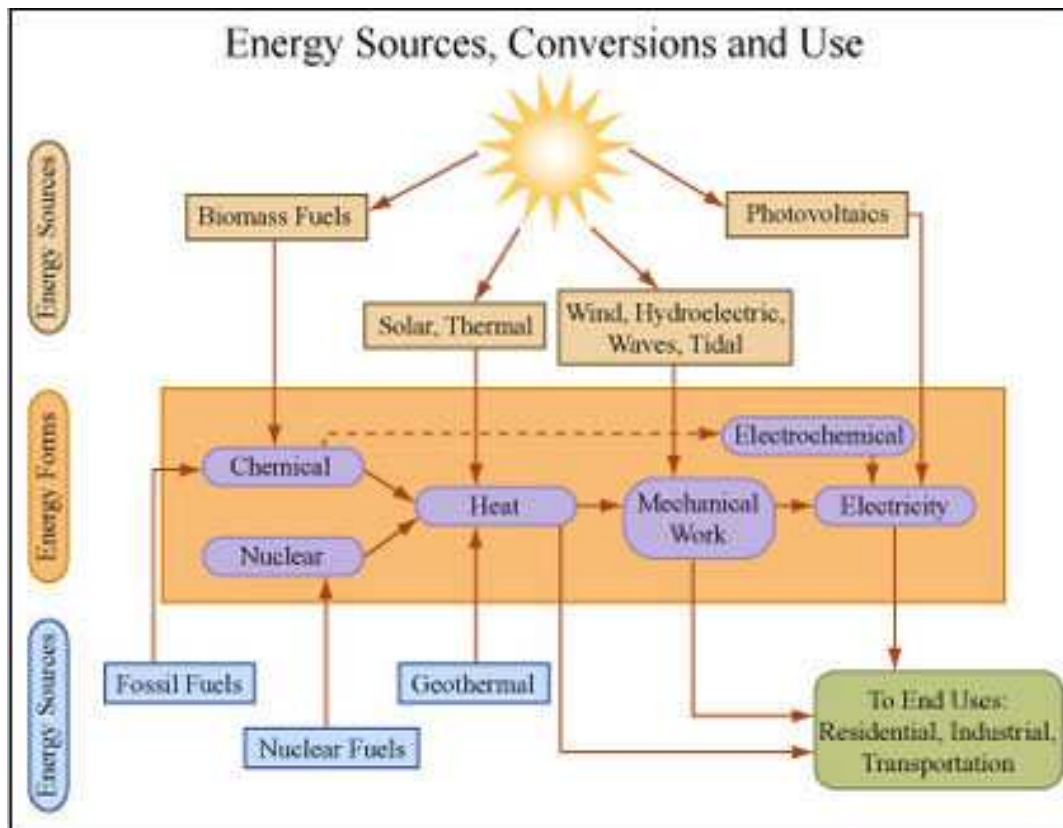 Energy Sources, Conversions and Use
Energy Sources
Biomass Fuels
Photovoltaics
Solar, Thermal
Wind, Hydroelectric,
Waves, Tidal
Energy Forms
Electrochemical
Chemical
Heat
Mechanical
Work
Electricity
Nuclear
Energy Sources
Fossil Fuels
Geothermal
Nuclear Fuels
To End Uses:
Residential, Industrial,
Transportation